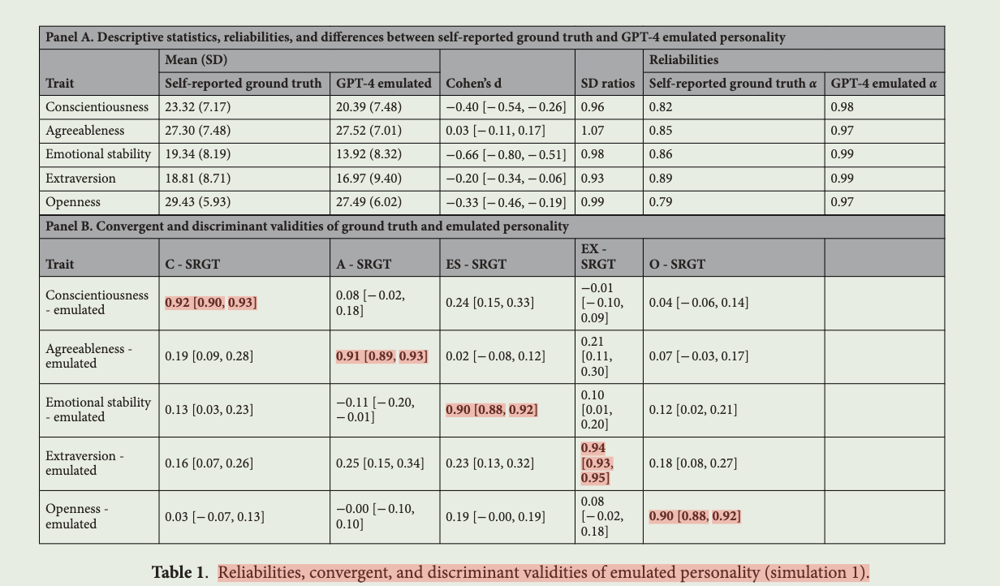 Panel A. Descriptive statistics, reliabilities, and differences between self-reported ground truth and GPT-4 emulated personality
Mean (SD) Reliabilities
Trait Self-reported ground truth GPT-4 emulated Cohen’s d SD ratios Self-reported ground truth α GPT-4 emulated α
Conscientiousness 23.32 (7.17) 20.39 (7.48) −0.40 [−0.54, −0.26] 0.96 0.82 0.98
Agreeableness 27.30 (7.48) 27.52 (7.01) 0.03 [−0.11, 0.17] 1.07 0.85 0.97
Emotional stability 19.34 (8.19) 13.92 (8.32) −0.66 [−0.80, −0.51] 0.98 0.86 0.99
Extraversion 18.81 (8.71) 16.97 (9.40) −0.20 [−0.34, −0.06] 0.93 0.89 0.99
Openness 29.43 (5.93) 27.49 (6.02) −0.33 [−0.46, −0.19] 0.99 0.79 0.97
Panel B. Convergent and discriminant validities of ground truth and emulated personality
Trait C - SRGT A - SRGT ES - SRGT EX -
SRGT O - SRGT
Conscientiousness
- emulated 0.92 [0.90, 0.93] 0.08 [−0.02,
0.18] 0.24 [0.15, 0.33] −0.01
[−0.10,
0.09] 0.04 [−0.06, 0.14]
Agreeableness -
emulated 0.19 [0.09, 0.28] 0.91 [0.89, 0.93] 0.02 [−0.08, 0.12] 0.21
[0.11,
0.30] 0.07 [−0.03, 0.17]
Emotional stability
- emulated 0.13 [0.03, 0.23] −0.11 [−0.20,
−0.01] 0.90 [0.88, 0.92] 0.10
[0.01,
0.20] 0.12 [0.02, 0.21]
Extraversion -
emulated 0.16 [0.07, 0.26] 0.25 [0.15, 0.34] 0.23 [0.13, 0.32] 0.94
[0.93,
0.95] 0.18 [0.08, 0.27]
Openness -
emulated 0.03 [−0.07, 0.13] −0.00 [−0.10,
0.10] 0.19 [−0.00, 0.19] 0.08
[−0.02,
0.18] 0.90 [0.88, 0.92]
Table 1. Reliabilities, convergent, and discriminant validities of emulated personality (simulation 1).